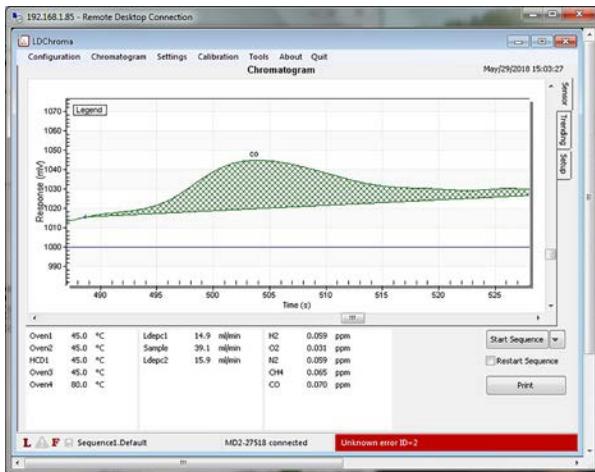 192.168.1.85 - Remote Desktop Connection
LDChroma
Configuration Chromatogram Settings Calibration Tools About Quit
Chromatogram May/29/2018 15:03:27
Sensor
Trending
Setup
Legend
CO
Response (mV)
1070
1060
1050
1040
1030
1020
1010
1000
990
490 495 500 505 510 515 520 525
Time (s)
Oven1 45.0 °C Ldepc1 14.9 ml/min H2 0.059 ppm
Oven2 45.0 °C Sample 39.1 ml/min O2 0.031 ppm
HCD1 45.0 °C Ldepc2 15.9 ml/min N2 0.059 ppm
Oven3 45.0 °C CH4 0.065 ppm
Oven4 80.0 °C CO 0.070 ppm
Start Sequence
Restart Sequence
Print
L F Sequence1.Default MD2-27518 connected Unknown error ID=2